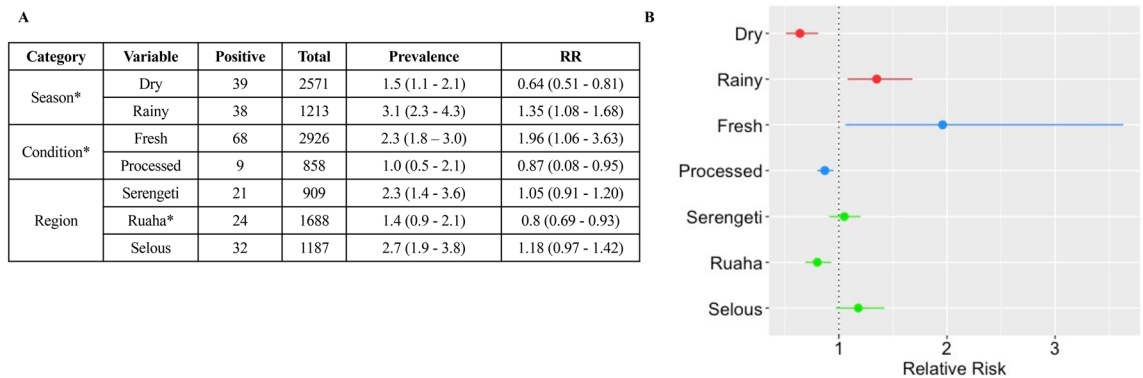 A
Category Variable Positive Total Prevalence RR
Season* Dry 39 2571 1.5 (1.1 - 2.1) 0.64 (0.51 - 0.81)
Rainy 38 1213 3.1 (2.3 - 4.3) 1.35 (1.08 - 1.68)
Condition* Fresh 68 2926 2.3 (1.8 – 3.0) 1.96 (1.06 - 3.63)
Processed 9 858 1.0 (0.5 - 2.1) 0.87 (0.08 - 0.95)
Region Serengeti 21 909 2.3 (1.4 - 3.6) 1.05 (0.91 - 1.20)
Ruaha* 24 1688 1.4 (0.9 - 2.1) 0.8 (0.69 - 0.93)
Selous 32 1187 2.7 (1.9 - 3.8) 1.18 (0.97 - 1.42)
B
Dry
Rainy
Fresh
Processed
Serengeti
Ruaha
Selous
1 2 3
Relative Risk